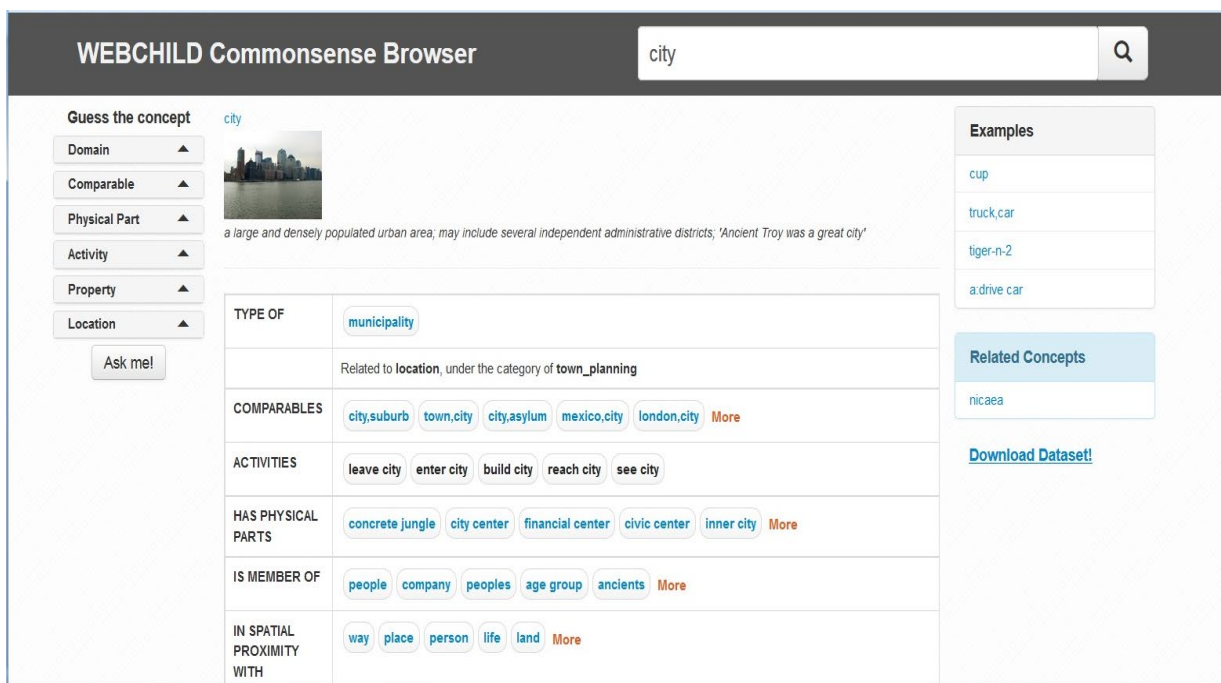 WEBCHILD Commonsense Browser
city
Guess the concept
Domain
Comparable
Physical Part
Activity
Property
Location
Ask me!
city
a large and densely populated urban area; may include several independent administrative districts; 'Ancient Troy was a great city'
TYPE OF
municipality
Related to location, under the category of town_planning
COMPARABLES
city,suburb town,city city,asylum mexico,city london,city More
ACTIVITIES
leave city enter city build city reach city see city
HAS PHYSICAL
PARTS
concrete jungle city center financial center civic center inner city More
IS MEMBER OF
people company peoples age group ancients More
IN SPATIAL
PROXIMITY
WITH
way place person life land More
Examples
cup
truck,car
tiger-n-2
a:drive car
Related Concepts
nicaea
Download Dataset!